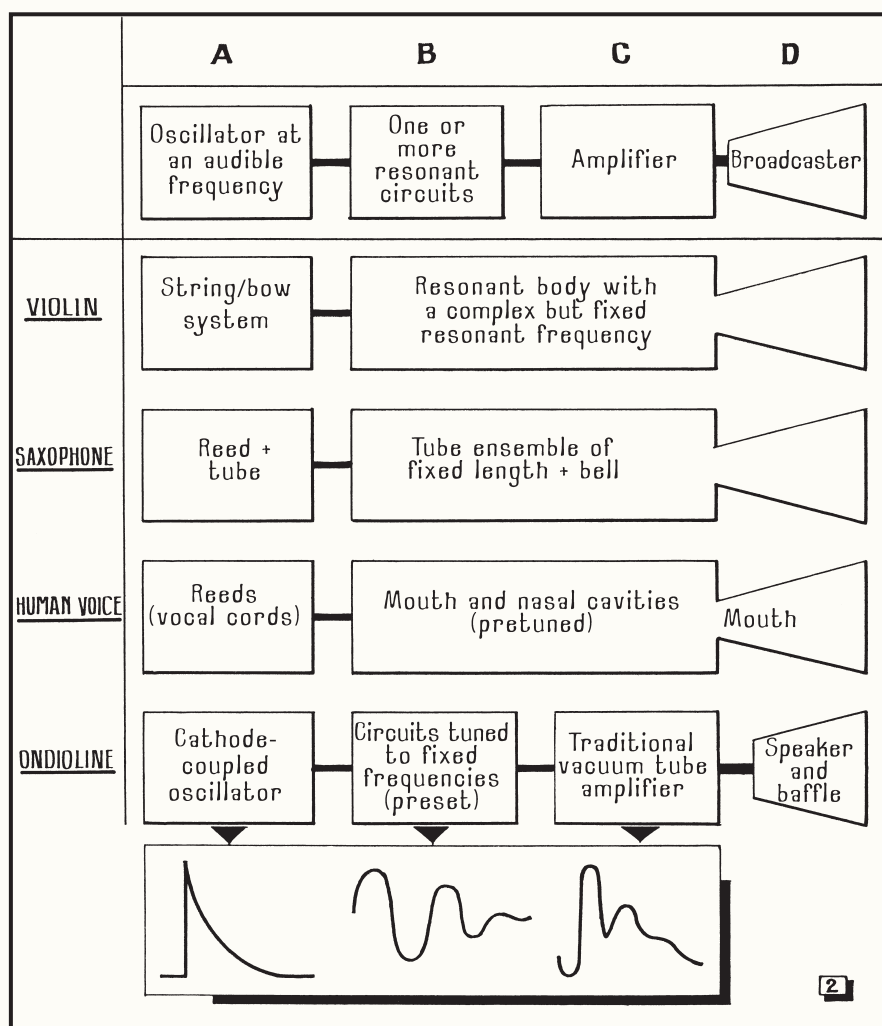 A B C D
Oscillator at
an audible
frequency
One or
more
resonant
circuits
Amplifier
Broadcaster
VIOLIN
String/bow
system
Resonant body with
a complex but fixed
resonant frequency
SAXOPHONE
Reed +
tube
Tube ensemble of
fixed length + bell
HUMAN VOICE
Reeds
(vocal cords)
Mouth and nasal cavities
(pretuned)
Mouth
ONDIOLINE
Cathode-
coupled
oscillator
Circuits tuned
to fixed
frequencies
(preset)
Traditional
vacuum tube
amplifier
Speaker
and
baffle
2